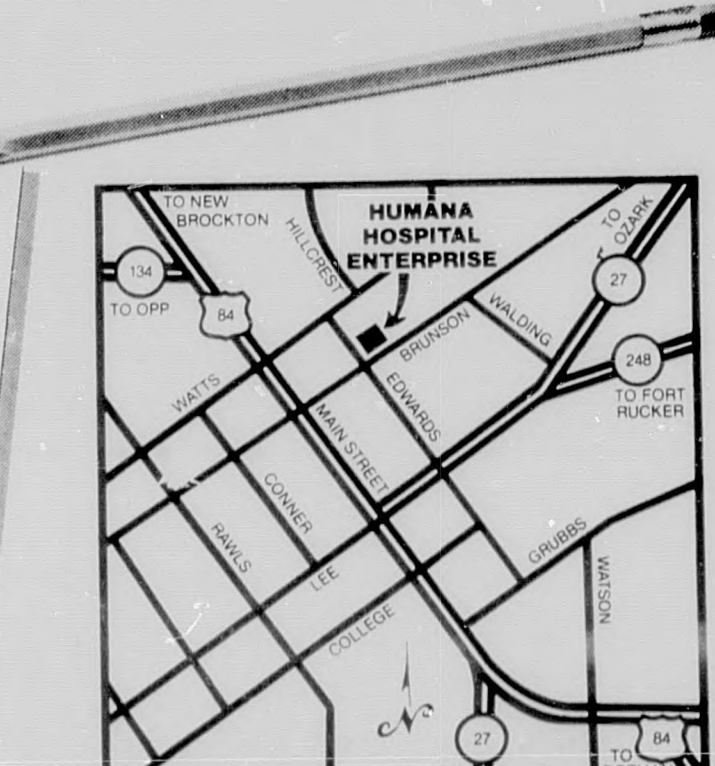 TO NEW
BROCKTON
HILLCREST
HUMANA
HOSPITAL
ENTERPRISE
TO
OZARK
134
TO OPP
84
27
WALDING
BRUNSON
248
TO FORT
RUCKER
WATTS
EDWARDS
MAIN STREET
CONNER
RAWLS
LEE
GRUBBS
WATSON
COLLEGE
N
27
84
TO